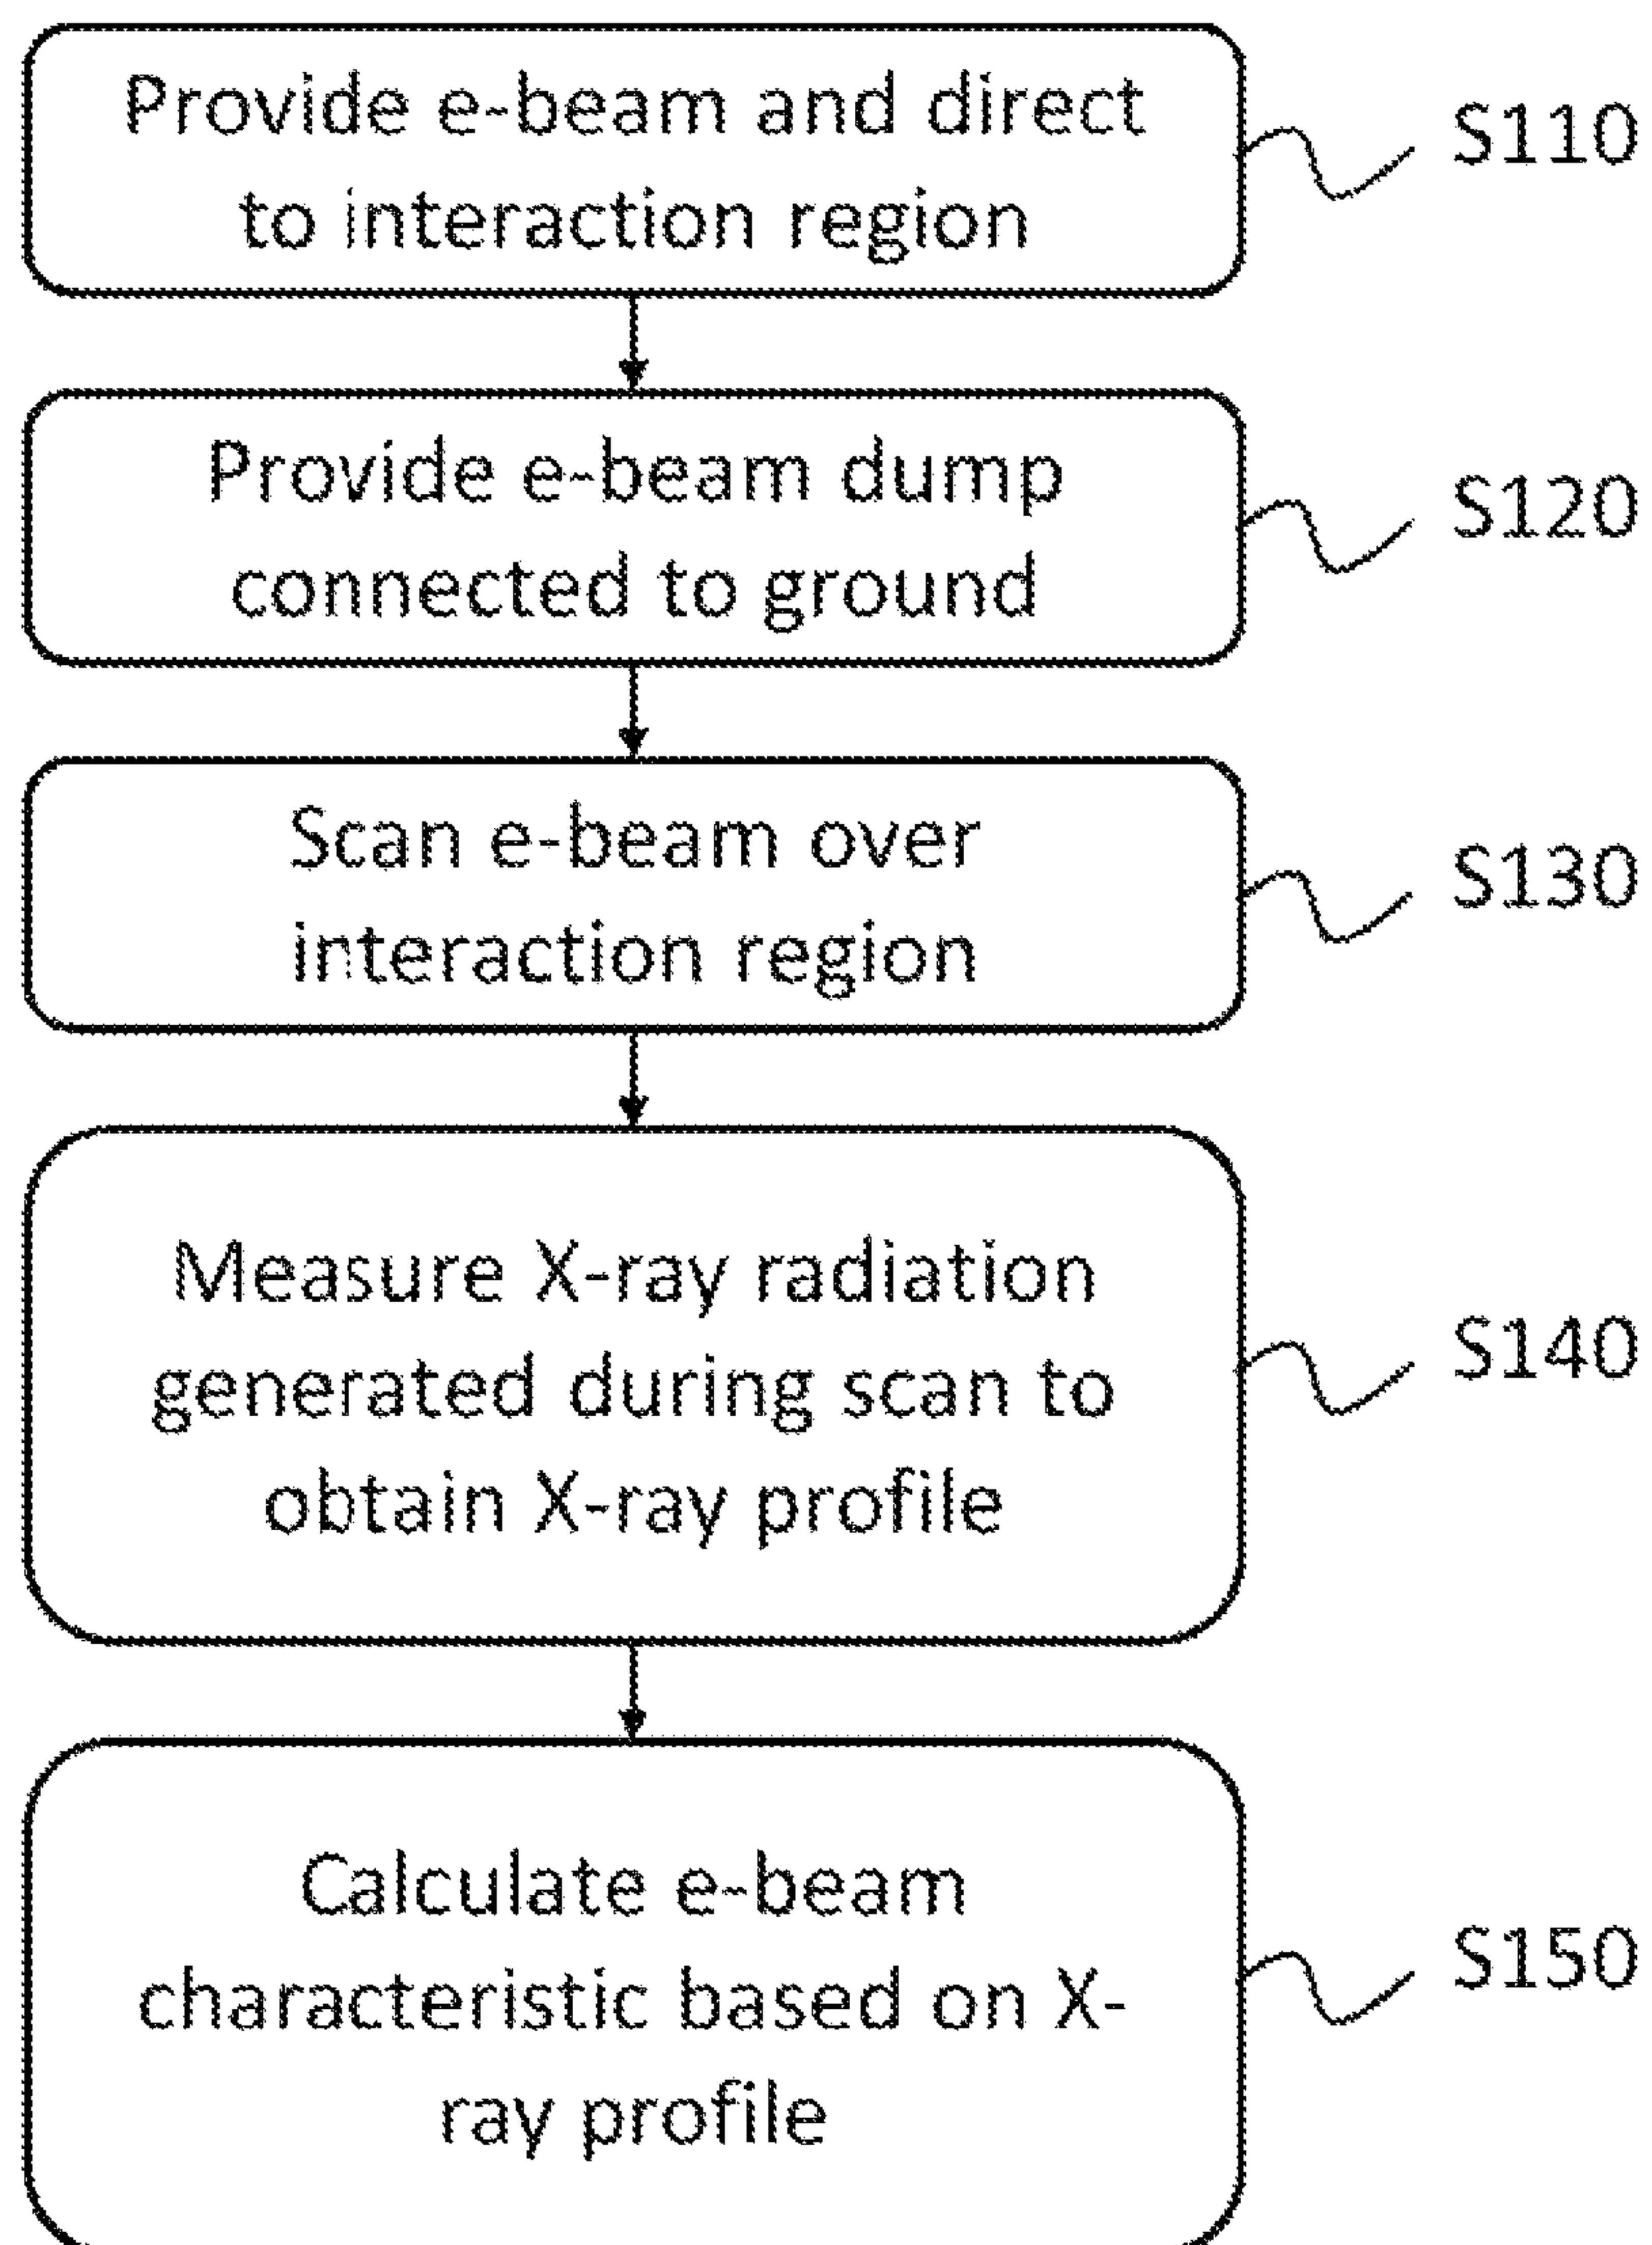 Provide e-beam and direct
to interaction region
S110
Provide e-beam dump
connected to ground
S120
Scan e-beam over
interaction region
S130
Measure X-ray radiation
generated during scan to
obtain X-ray profile
S140
Calculate e-beam
characteristic based on X-
ray profile
S150